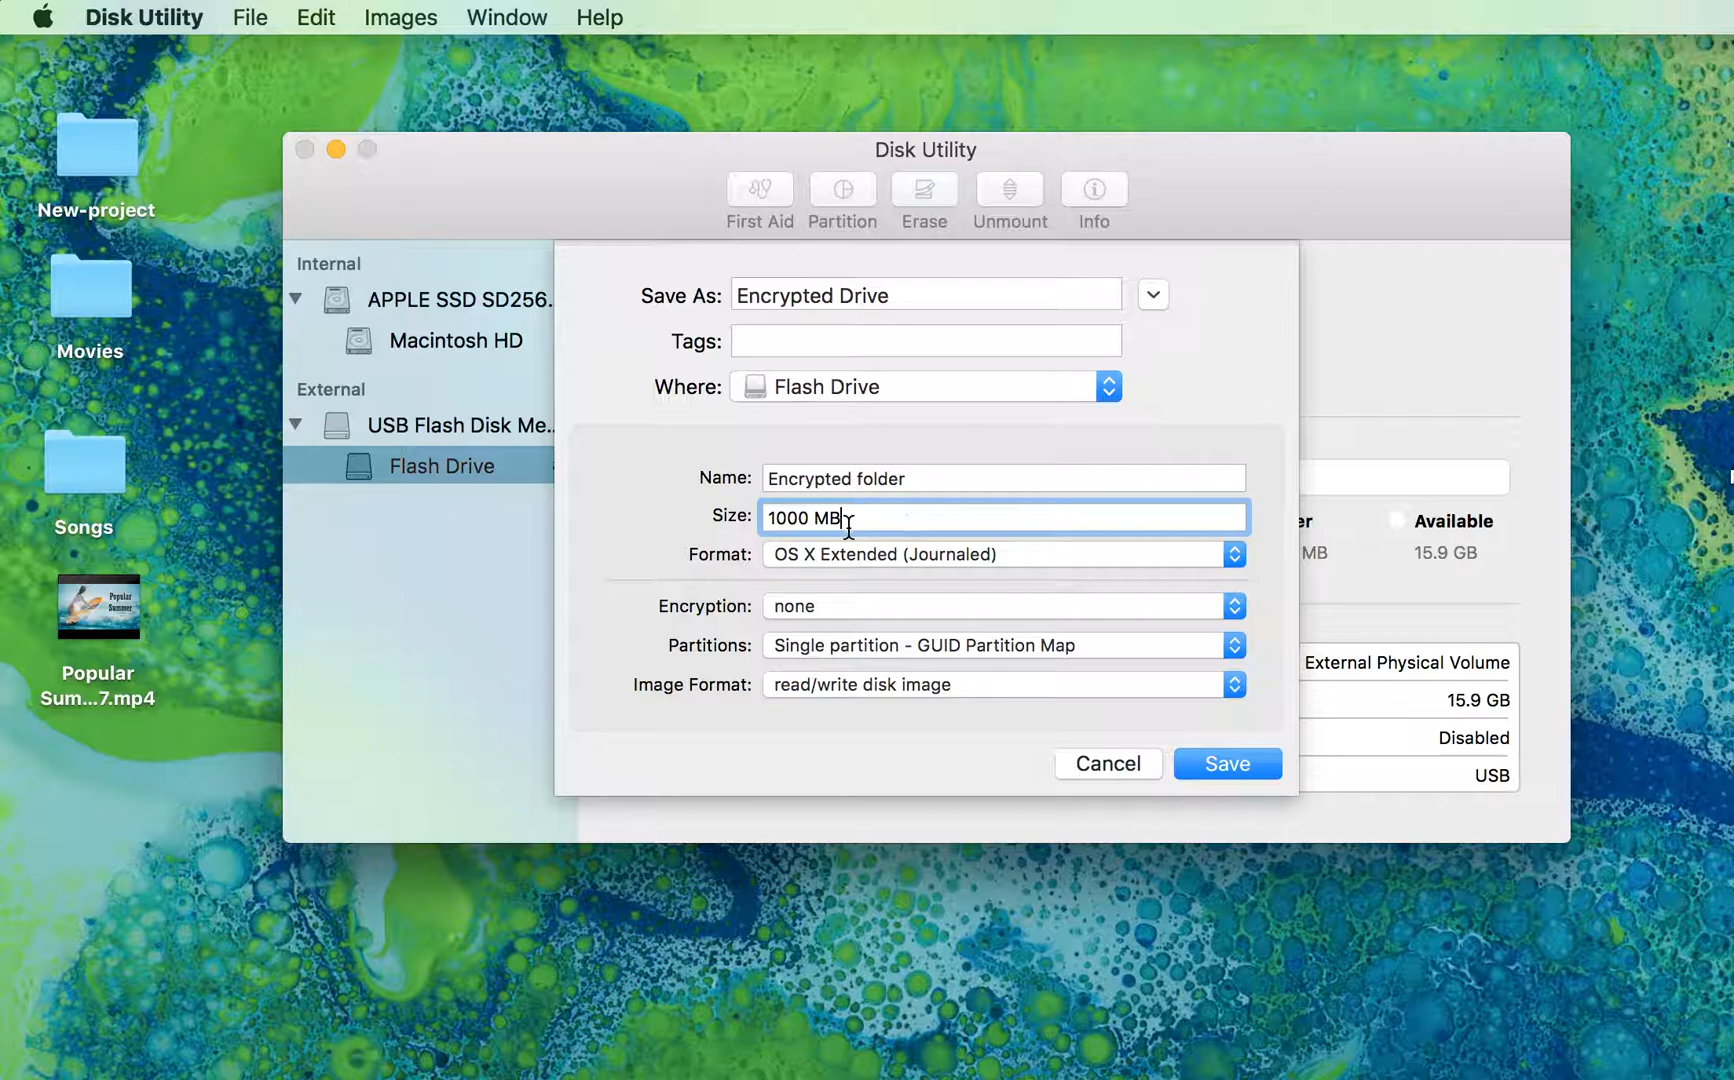 Disk Utility File Edit Images Window Help
New-project
Movies
Songs
Popular
Summer
Popular
Sum...7.mp4
Disk Utility
First Aid Partition Erase Unmount Info
Internal
APPLE SSD SD256.
Macintosh HD
External
USB Flash Disk Me..
Flash Drive
Save As: Encrypted Drive
Tags:
Where: Flash Drive
Name: Encrypted folder
Size: 1000 MB
Format: OS X Extended (Journaled)
Encryption: none
Partitions: Single partition - GUID Partition Map
Image Format: read/write disk image
Cancel Save
er Available
MB 15.9 GB
External Physical Volume
15.9 GB
Disabled
USB